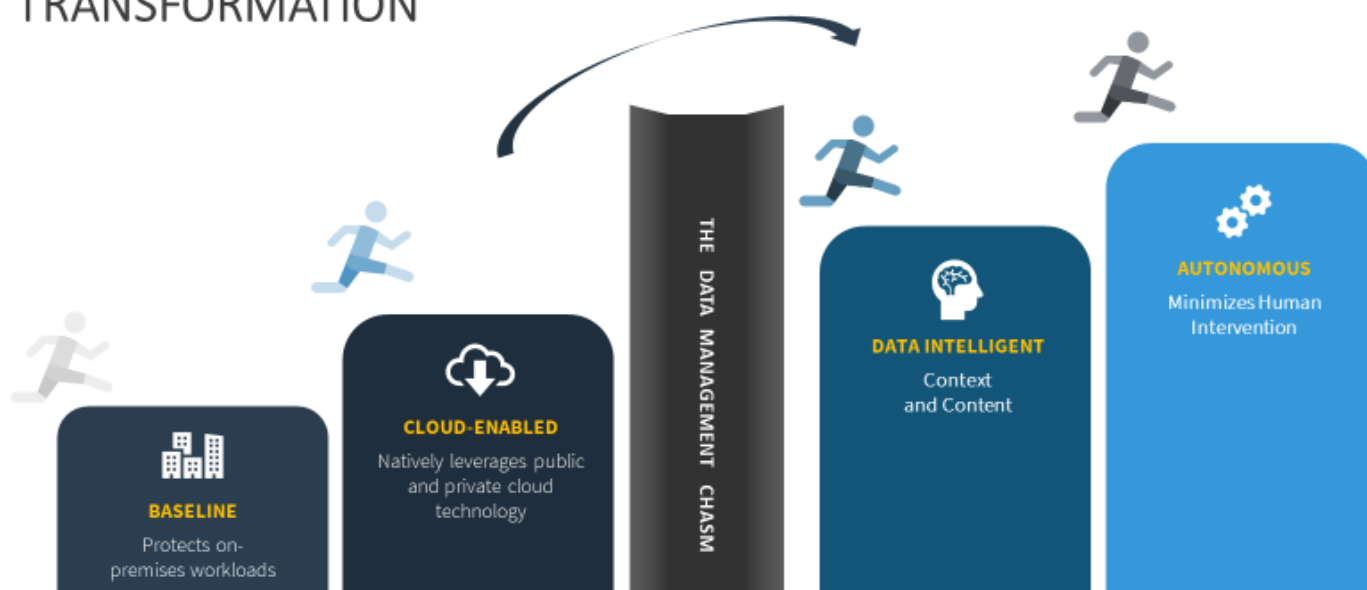 TRANSFORMATION
BASELINE
Protects on-
premises workloads
CLOUD-ENABLED
Natively leverages public
and private cloud
technology
THE DATA MANAGEMENT CHASM
DATA INTELLIGENT
Context
and Content
AUTONOMOUS
Minimizes Human
Intervention